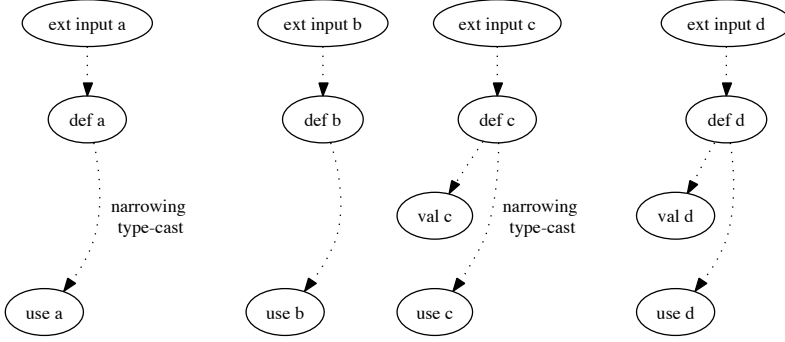 ext input a
ext input b
ext input c
ext input d
def a
def b
def c
def d
narrowing
type-cast
val c
narrowing
type-cast
val d
use a
use b
use c
use d